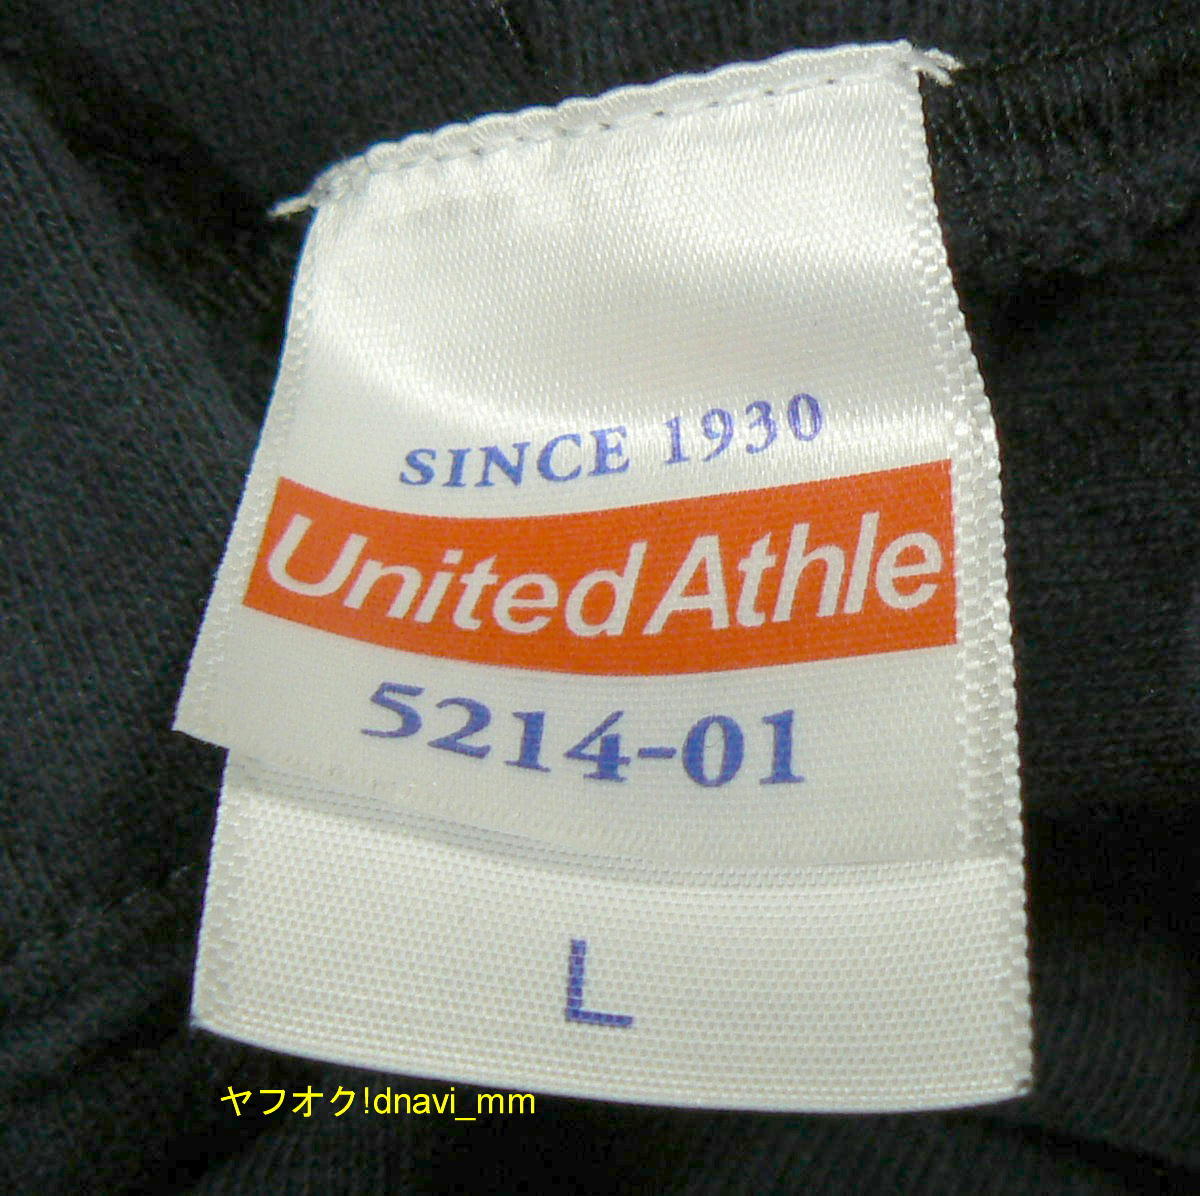 SINCE 1930
United Athle
5214-01
L
ヤフオク!dnavi_mm